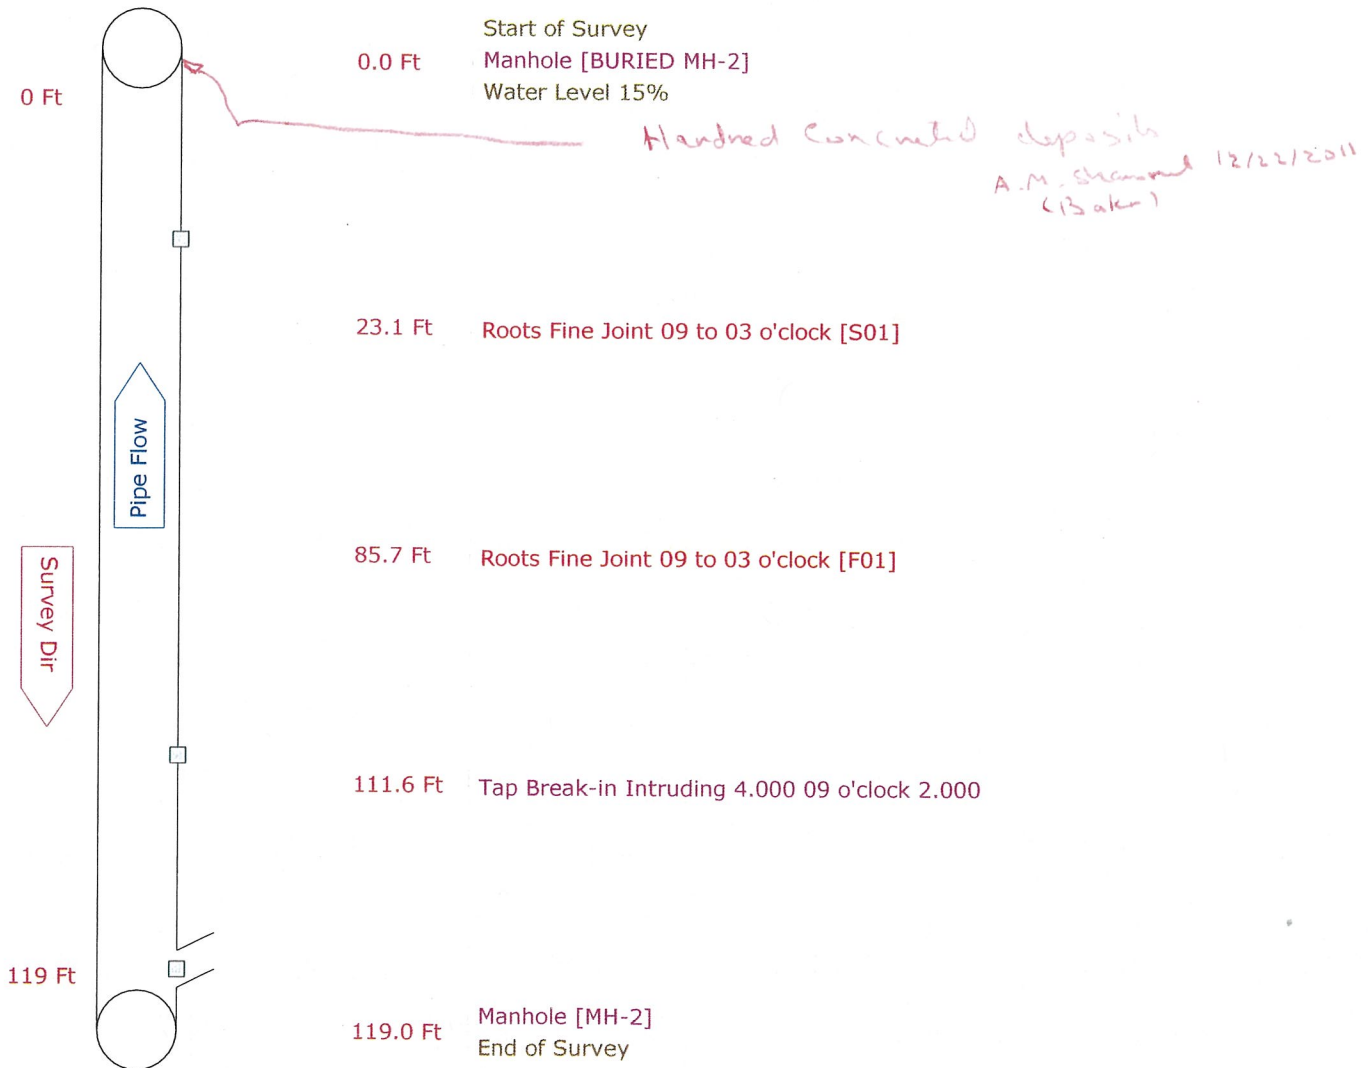 Start of Survey
0.0 Ft Manhole [BURIED MH-2]
Water Level 15%
0 Ft
deposits
A.M. 12/22/2011
(Baker)
23.1 Ft Roots Fine Joint 09 to 03 o'clock [S01]
Pipe Flow
85.7 Ft Roots Fine Joint 09 to 03 o'clock [F01]
Survey Dir
111.6 Ft Tap Break-in Intruding 4.000 09 o'clock 2.000
119 Ft
Manhole [MH-2]
119.0 Ft
End of Survey